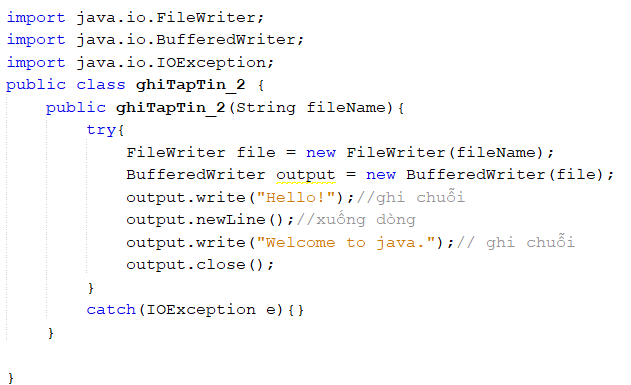 import java.io.FileWriter;
import java.io.BufferedWriter;
import java.io.IOException;
public class ghiTapTin_2 {
    public ghiTapTin_2(String fileName){
        try{
            FileWriter file = new FileWriter(fileName);
            BufferedWriter output = new BufferedWriter(file);
            output.write("Hello!");//ghi chuỗi
            output.newLine();//xuống dòng
            output.write("Welcome to java.");// ghi chuỗi
            output.close();
        }
        catch(IOException e){}
    }
}